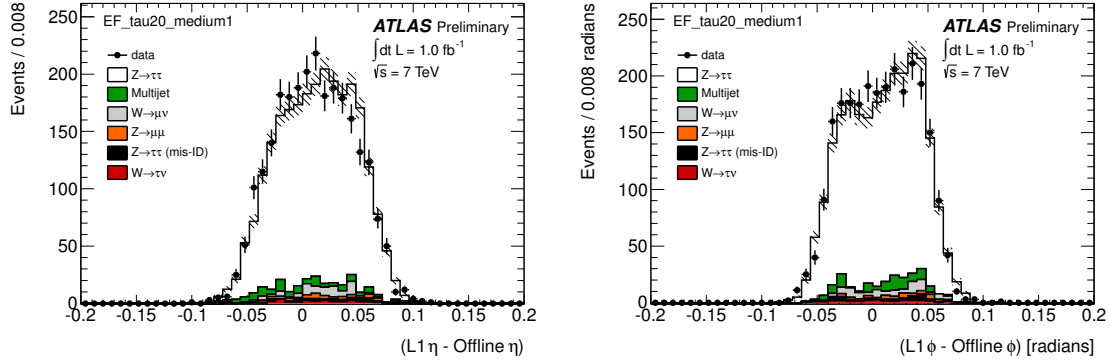 EF_tau20_medium1
ATLAS Preliminary
∫dt L = 1.0 fb⁻¹
√s = 7 TeV
data
Z→ττ
Multijet
W→μν
Z→μμ
Z→ττ (mis-ID)
W→τν
Events / 0.008
250
200
150
100
50
0
-0.2 -0.15 -0.1 -0.05 0 0.05 0.1 0.15 0.2
(L1 η - Offline η)
EF_tau20_medium1
ATLAS Preliminary
∫dt L = 1.0 fb⁻¹
√s = 7 TeV
data
Z→ττ
Multijet
W→μν
Z→μμ
Z→ττ (mis-ID)
W→τν
Events / 0.008 radians
250
200
150
100
50
0
-0.2 -0.15 -0.1 -0.05 0 0.05 0.1 0.15 0.2
(L1 ϕ - Offline ϕ) [radians]